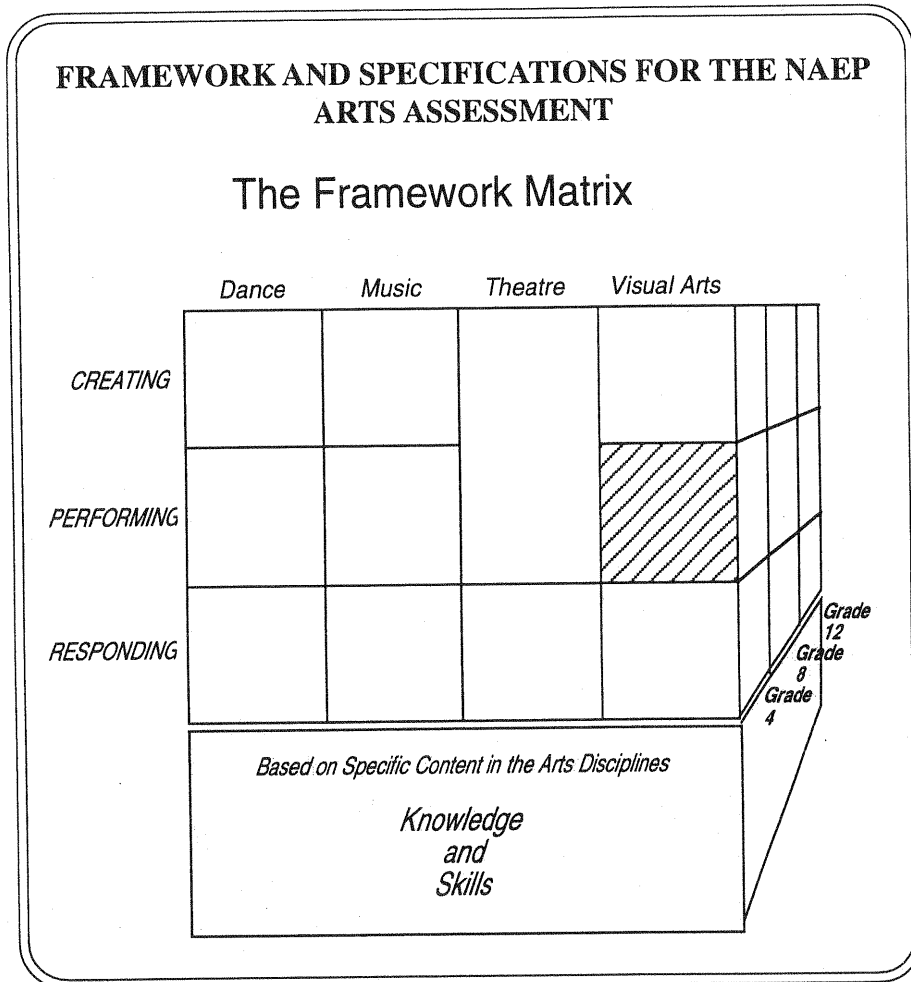 FRAMEWORK AND SPECIFICATIONS FOR THE NAEP
ARTS ASSESSMENT
The Framework Matrix
Dance Music Theatre Visual Arts
CREATING
PERFORMING
RESPONDING
Grade
12
Grade
8
Grade
4
Based on Specific Content in the Arts Disciplines
Knowledge
and
Skills